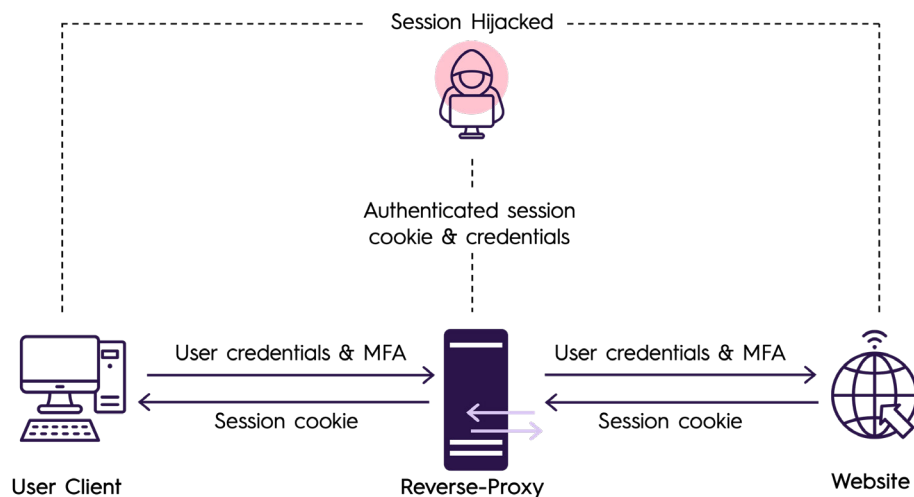 Session Hijacked
Authenticated session
cookie & credentials
User credentials & MFA
User credentials & MFA
Session cookie
Session cookie
User Client
Reverse-Proxy
Website